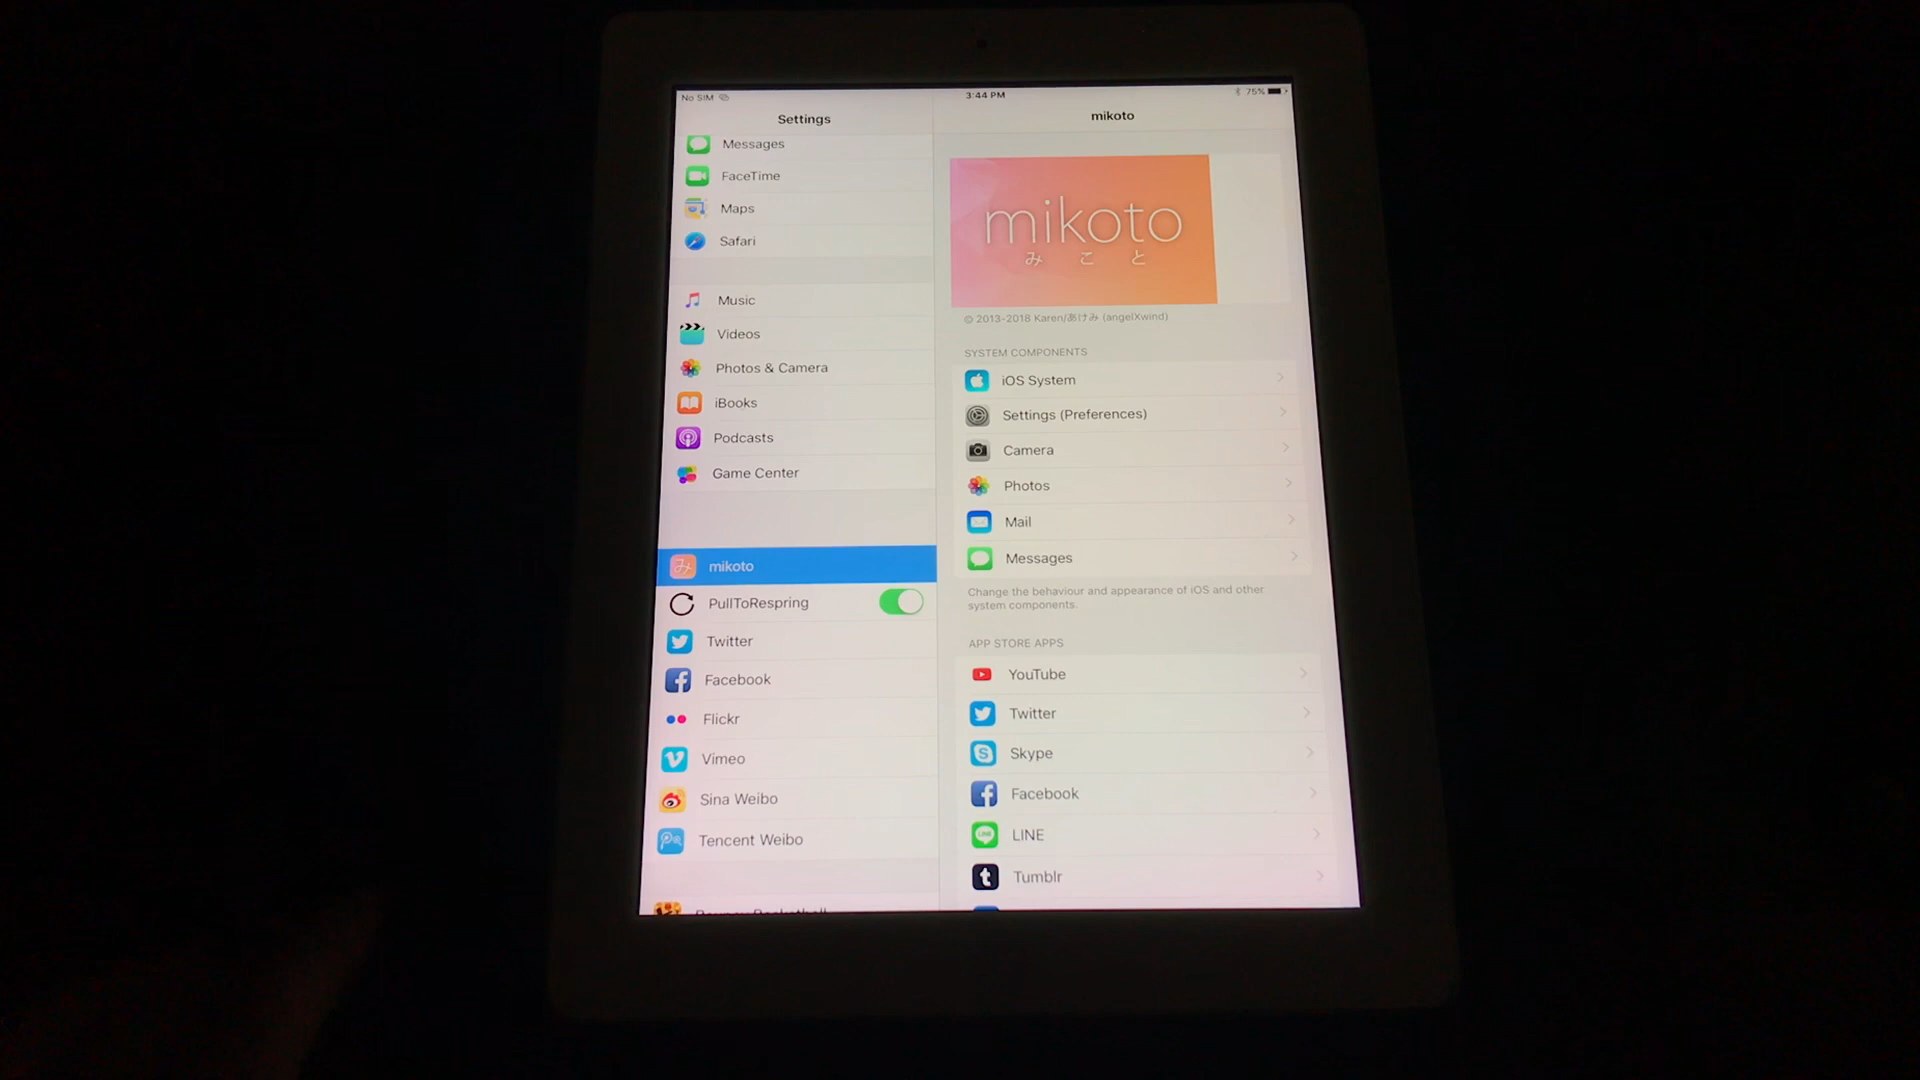 No SIM
3:44 PM
75%
Settings
Messages
FaceTime
Maps
Safari
Music
Videos
Photos & Camera
iBooks
Podcasts
Game Center
み
mikoto
PullToRespring
Twitter
Facebook
Flickr
Vimeo
Sina Weibo
Tencent Weibo
mikoto
mikoto
みこと
© 2013-2018 Karen/あけみ (angelXwind)
SYSTEM COMPONENTS
iOS System
Settings (Preferences)
Camera
Photos
Mail
Messages
Change the behaviour and appearance of iOS and other
system components.
APP STORE APPS
YouTube
Twitter
Skype
Facebook
LINE
LINE
Tumblr